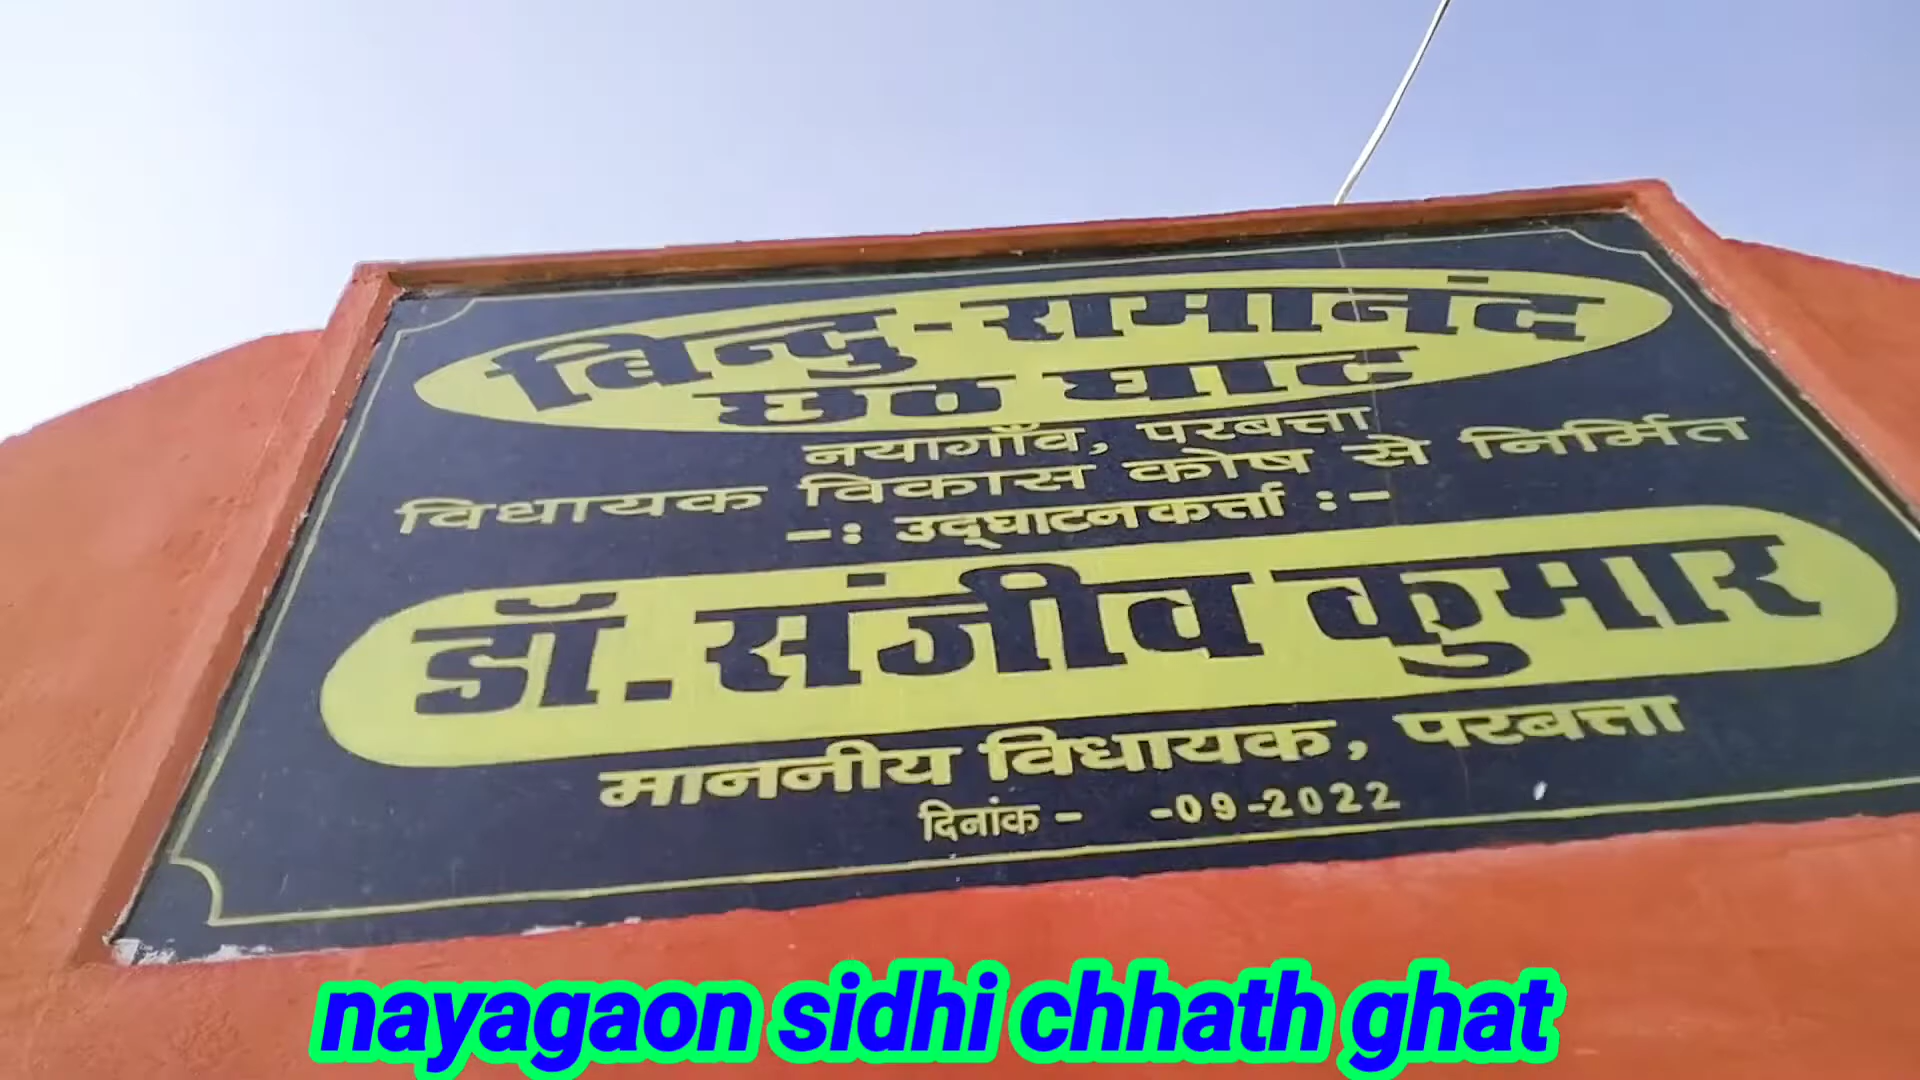 बिन्दु-रामानंद
छठ घाट
नयागाँव, परबत्ता
विधायक विकास कोष से निर्मित
-: उद्घाटनकर्त्ता :-
डॉ. संजीव कुमार
माननीय विधायक, परबत्ता
दिनांक - -09-2022
nayagaon sidhi chhath ghat